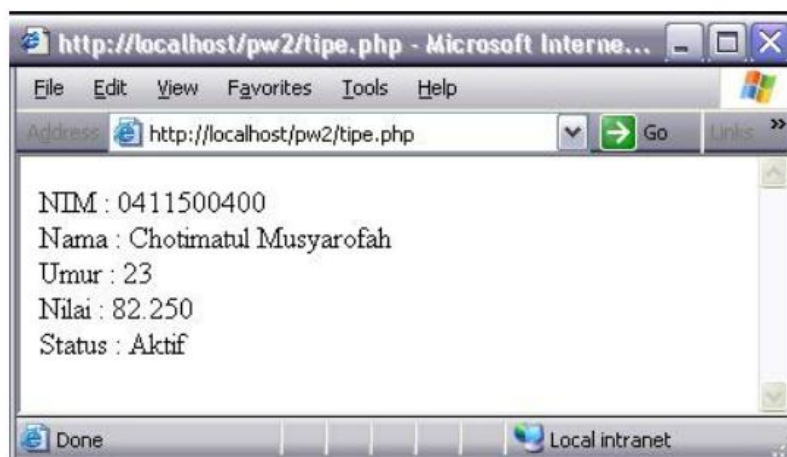 http://localhost/pw2/tipe.php - Microsoft Interne...
File Edit View Favorites Tools Help
Address http://localhost/pw2/tipe.php Go Links »
NIM : 0411500400
Nama : Chotimatul Musyarofah
Umur : 23
Nilai : 82.250
Status : Aktif
Done Local intranet